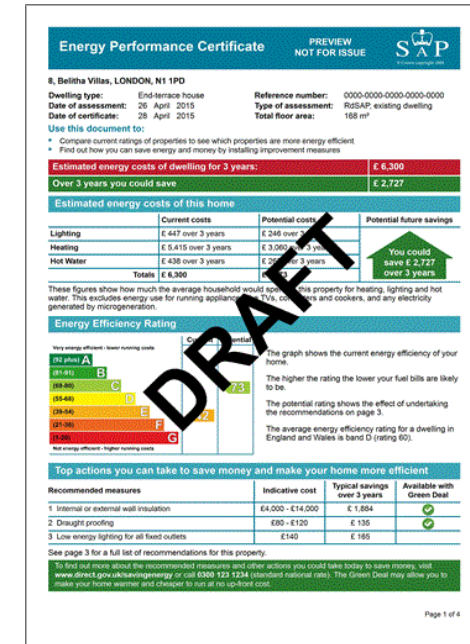 Energy Performance Certificate
PREVIEW
NOT FOR ISSUE
SAP
8, Belitha Villas, LONDON, N1 1PD
Dwelling type: End-terrace house
Reference number: 0000-0000-0000-0000-0000
Date of assessment: 26 April 2015
Type of assessment: RdSAP, existing dwelling
Date of certificate: 28 April 2015
Total floor area: 168 m²
Use this document to:
• Compare current ratings of properties to see which properties are more energy efficient
• Find out how you can save energy and money by installing improvement measures
Estimated energy costs of dwelling for 3 years: £ 6,300
Over 3 years you could save £ 2,727
Estimated energy costs of this home
Current costs Potential costs Potential future savings
Lighting £ 447 over 3 years £ 246 over 3
Heating £ 5,415 over 3 years £ 3,060 over 3 years
Hot Water £ 438 over 3 years over 3 years
Totals £ 6,300
You could
save £ 2,727
over 3 years
DRAFT
These figures show how much the average household would this property for heating, lighting and hot
water. This excludes energy use for running TVs, and cookers, and any electricity
generated by microgeneration.
Energy Efficiency Rating
Very energy efficient - lower running costs
(92 plus) A
(81-91) B
(69-80) C
(55-68) D
(39-54) E
(21-38) F
(1-20) G
Not energy efficient - higher running costs
73
The graph shows the current energy efficiency of your
home.
The higher the rating the lower your fuel bills are likely
to be.
The potential rating shows the effect of undertaking
the recommendations on page 3.
The average energy efficiency rating for a dwelling in
England and Wales is band D (rating 60).
Top actions you can take to save money and make your home more efficient
Recommended measures Indicative cost Typical savings over 3 years Available with Green Deal
1 Internal or external wall insulation £4,000 - £14,000 £ 1,884
2 Draught proofing £80 - £120 £ 135
3 Low energy lighting for all fixed outlets £140 £ 165
See page 3 for a full list of recommendations for this property.
To find out more about the recommended measures and other actions you could take today to save money, visit
www.direct.gov.uk/savingenergy or call 0300 123 1234 (standard national rate). The Green Deal may allow you to
make your home warmer and cheaper to run at no up-front cost.
Page 1 of 4